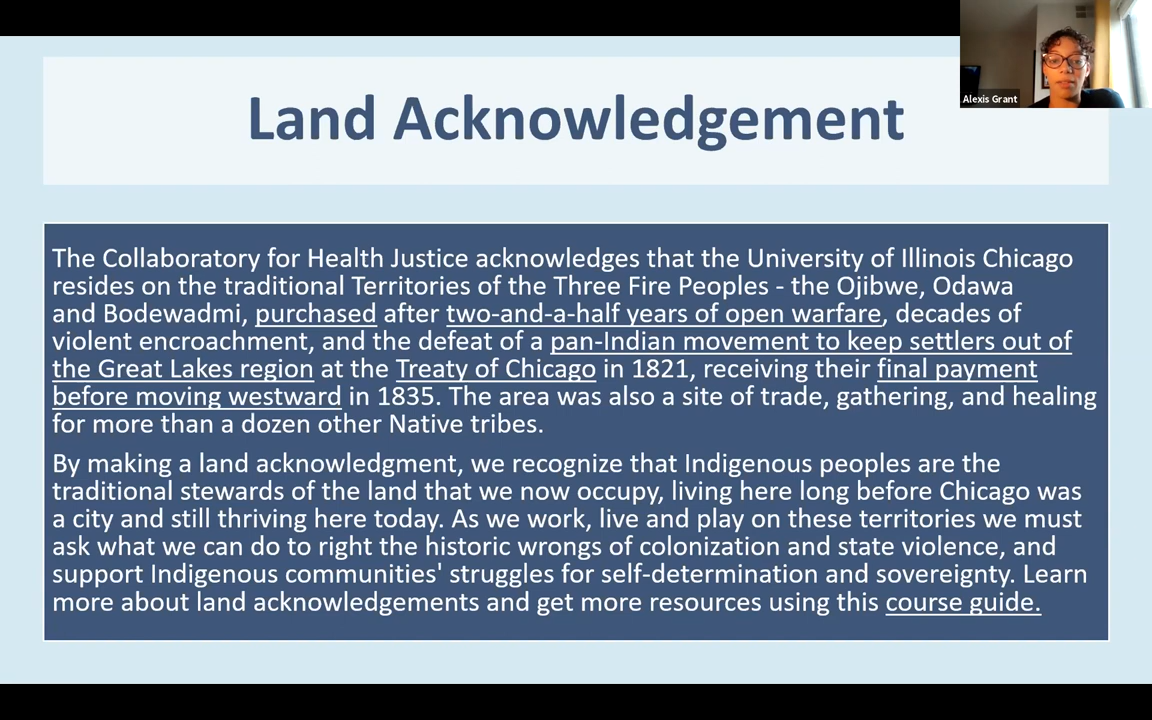 Alexis Grant
Land Acknowledgement
The Collaboratory for Health Justice acknowledges that the University of Illinois Chicago
resides on the traditional Territories of the Three Fire Peoples - the Ojibwe, Odawa
and Bodewadmi, purchased after two-and-a-half years of open warfare, decades of
violent encroachment, and the defeat of a pan-Indian movement to keep settlers out of
the Great Lakes region at the Treaty of Chicago in 1821, receiving their final payment
before moving westward in 1835. The area was also a site of trade, gathering, and healing
for more than a dozen other Native tribes.
By making a land acknowledgment, we recognize that Indigenous peoples are the
traditional stewards of the land that we now occupy, living here long before Chicago was
a city and still thriving here today. As we work, live and play on these territories we must
ask what we can do to right the historic wrongs of colonization and state violence, and
support Indigenous communities' struggles for self-determination and sovereignty. Learn
more about land acknowledgements and get more resources using this course guide.